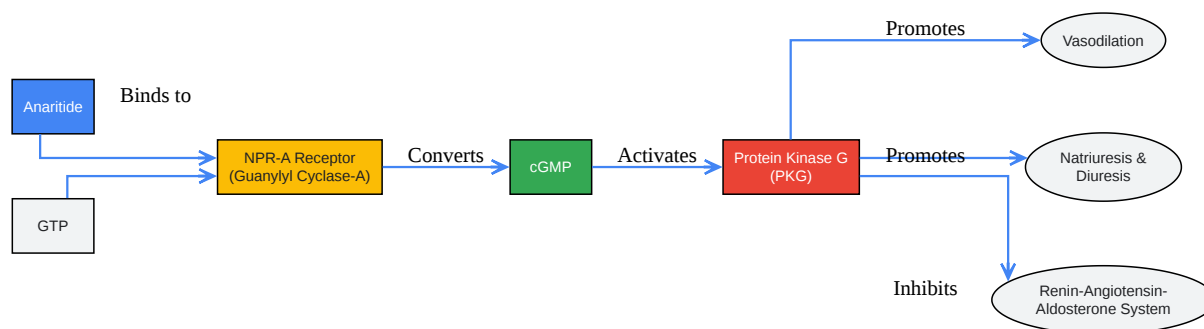 Promotes
Vasodilation
Anaritide
Binds to
NPR-A Receptor
(Guanylyl Cyclase-A)
Converts
cGMP
Activates
Protein Kinase G
(PKG)
Promotes
Natriuresis &
Diuresis
GTP
Inhibits
Renin-Angiotensin-
Aldosterone System